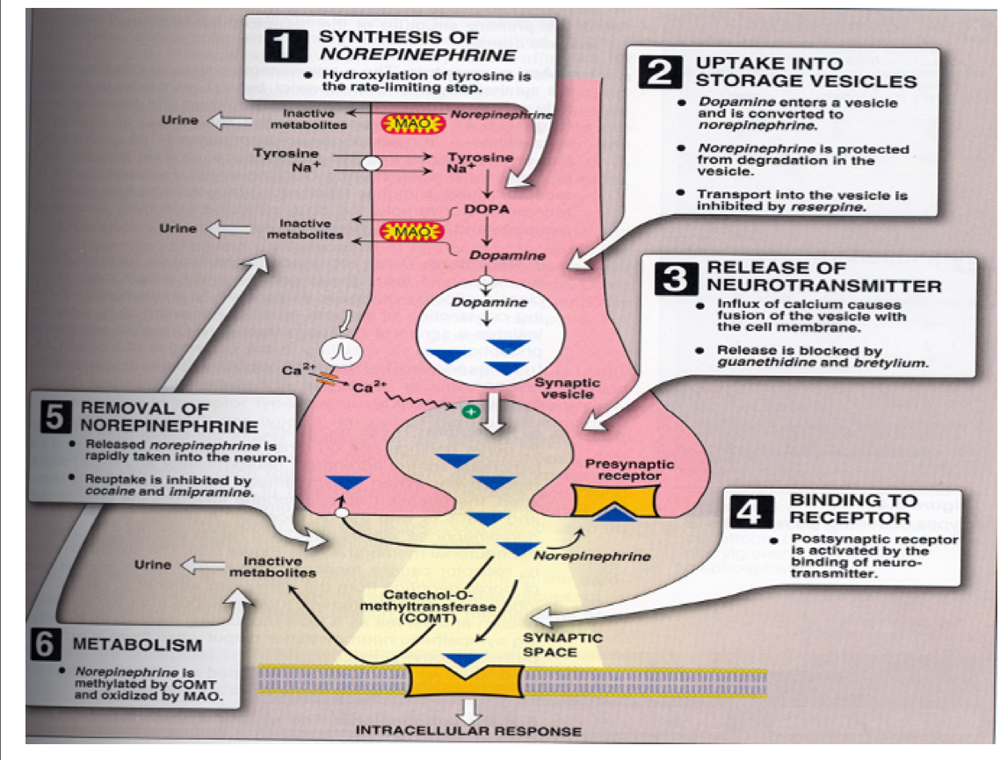 1 SYNTHESIS OF
NOREPINEPHRINE
• Hydroxylation of tyrosine is
the rate-limiting step.
2 UPTAKE INTO
STORAGE VESICLES
• Dopamine enters a vesicle
and is converted to
norepinephrine.
• Norepinephrine is protected
from degradation in the
vesicle.
• Transport into the vesicle is
inhibited by reserpine.
Urine
Inactive
metabolites
MAO
Norepinephrine
Tyrosine
Na+
Tyrosine
Na+
DOPA
Urine
Inactive
metabolites
MAO
Dopamine
Dopamine
Synaptic
vesicle
3 RELEASE OF
NEUROTRANSMITTER
• Influx of calcium causes
fusion of the vesicle with
the cell membrane.
• Release is blocked by
guanethidine and bretylium.
Ca2+
Ca2+
+
5 REMOVAL OF
NOREPINEPHRINE
• Released norepinephrine is
rapidly taken into the neuron.
• Reuptake is inhibited by
cocaine and imipramine.
Presynaptic
receptor
4 BINDING TO
RECEPTOR
• Postsynaptic receptor
is activated by the
binding of neuro-
transmitter.
Norepinephrine
Urine
Inactive
metabolites
Catechol-O-
methyltransferase
(COMT)
SYNAPTIC
SPACE
6 METABOLISM
• Norepinephrine is
methylated by COMT
and oxidized by MAO.
INTRACELLULAR RESPONSE